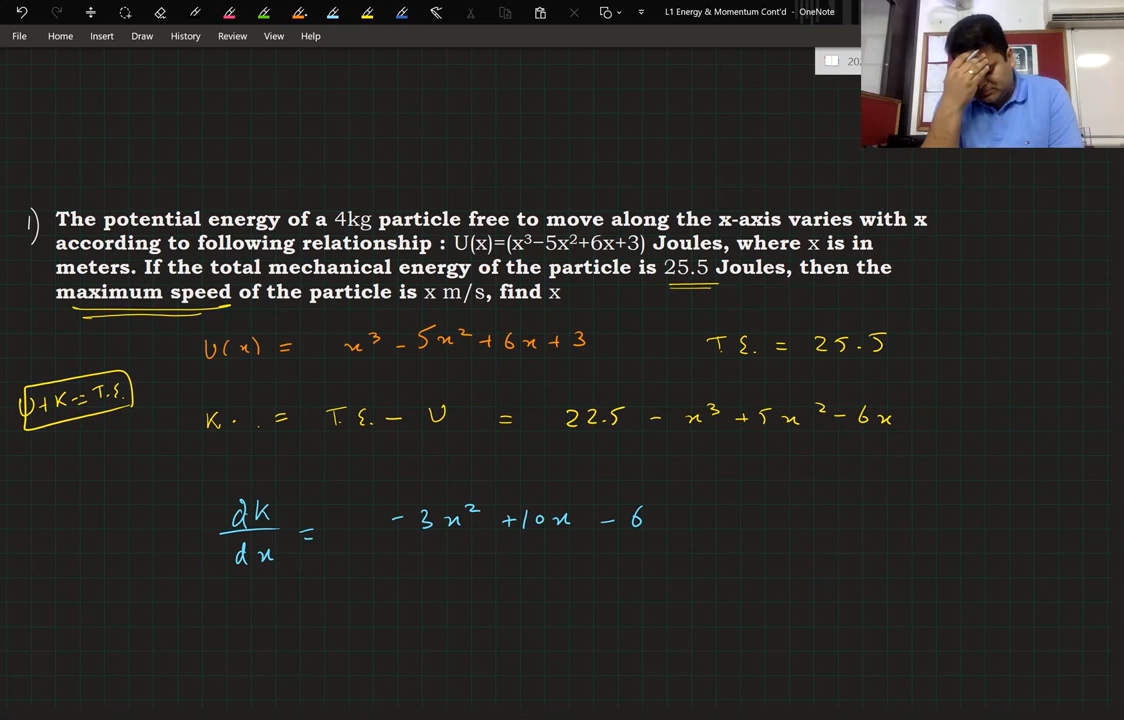 L1 Energy & Momentum Cont'd - OneNote
File Home Insert Draw History Review View Help
1) The potential energy of a 4kg particle free to move along the x-axis varies with x
according to following relationship : U(x)=(x³−5x²+6x+3) Joules, where x is in
meters. If the total mechanical energy of the particle is 25.5 Joules, then the
maximum speed of the particle is x m/s, find x
U(x) = x³ - 5x² + 6x + 3 T.E. = 25.5
U+K = T.E.
K. = T.E. - U = 22.5 - x³ + 5x² - 6x
dK/dx = -3x² + 10x - 6